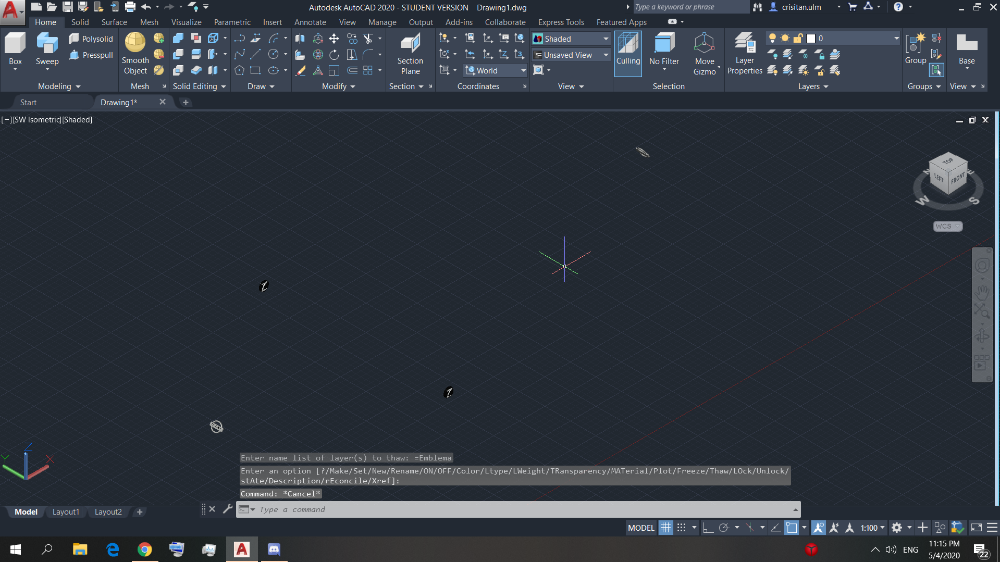 Autodesk AutoCAD 2020 - STUDENT VERSION Drawing1.dwg
Type a keyword or phrase
crisitan.ulm
Home Solid Surface Mesh Visualize Parametric Insert Annotate View Manage Output Add-ins Collaborate Express Tools Featured Apps
Box
Sweep
Polysolid
Presspull
Modeling
Smooth
Object
Mesh
Solid Editing
Draw
Modify
Section
Plane
Section
World
Coordinates
Shaded
Unsaved View
View
Culling
No Filter
Move
Gizmo
Selection
Layer
Properties
0
Layers
Group
Groups
Base
View
Start
Drawing1*
[−][SW Isometric][Shaded]
TOP
LEFT
FRONT
N
E
W
S
WCS
Z
Y
X
Enter name list of layer(s) to thaw: =Emblema
Enter an option [?/Make/Set/New/Rename/ON/OFF/Color/Ltype/LWeight/TRansparency/MATerial/Plot/Freeze/Thaw/LOck/Unlock/
stAte/Description/rEconcile/Xref]:
Command: *Cancel*
Type a command
Model Layout1 Layout2
MODEL
1:100
11:15 PM
ENG
5/4/2020
22